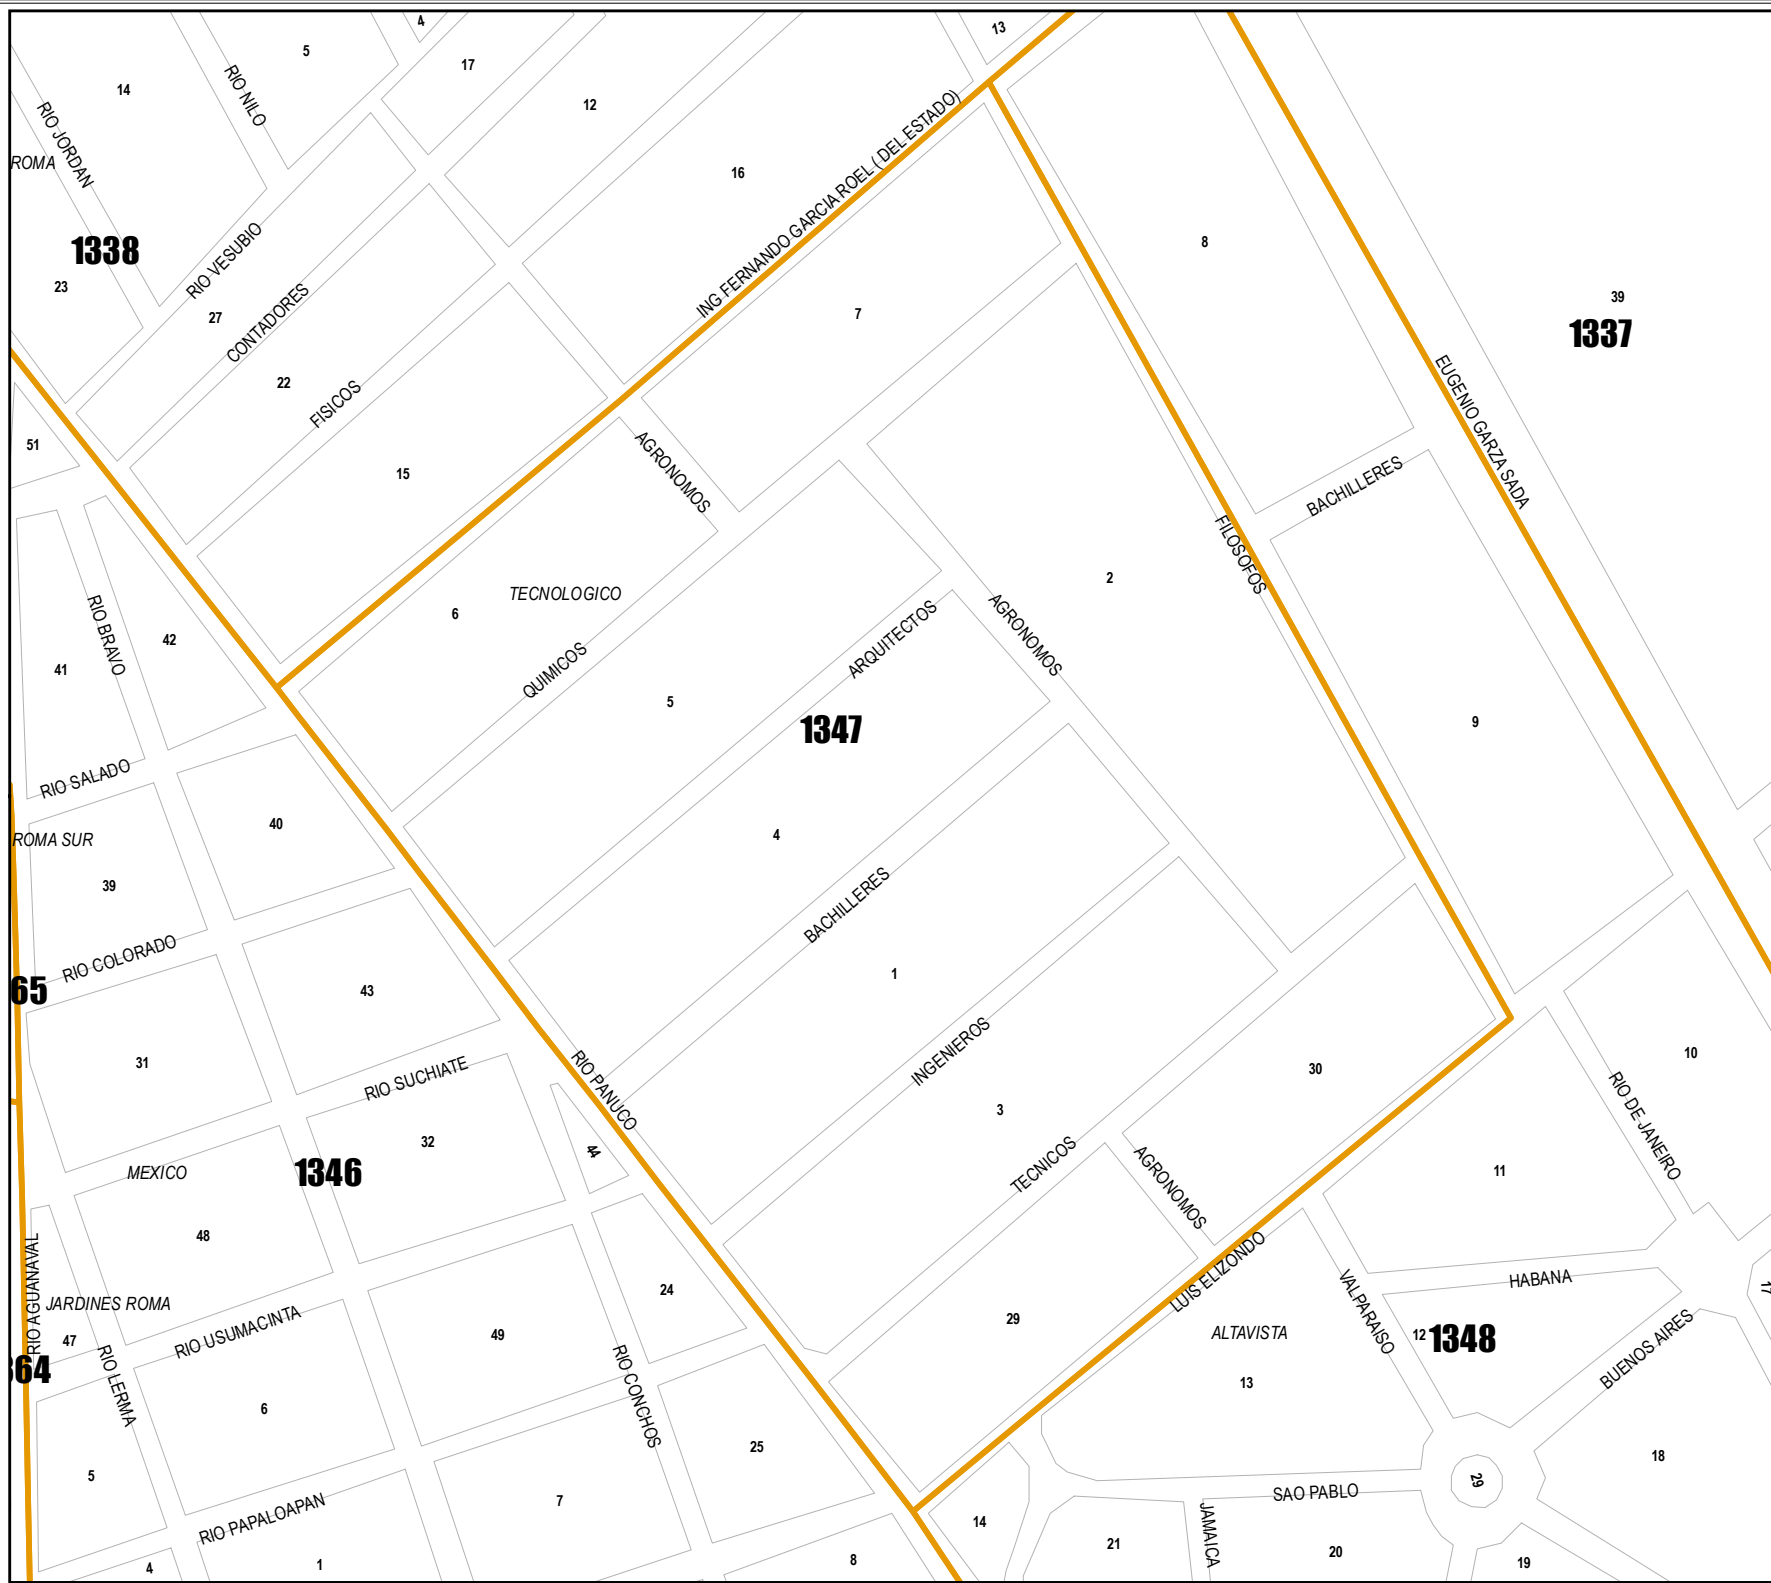 4
13
5
17
14
RIO NILO
12
RIO JORDAN
ROMA
16
ING FERNANDO GARCIA ROEL ( DEL ESTADO)
8
1338
RIO VESUBIO
23
27
CONTADORES
7
39
1337
22
FISICOS
EUGENIO GARZA SADA
51
15
AGRONOMOS
BACHILLERES
FILOSOFOS
2
TECNOLOGICO
6
AGRONOMOS
RIO BRAVO
42
41
QUIMICOS
ARQUITECTOS
5
1347
9
RIO SALADO
40
4
ROMA SUR
39
BACHILLERES
RIO COLORADO
65
43
1
31
RIO SUCHIATE
RIO PANUCO
INGENIEROS
30
10
3
RIO DE JANEIRO
32
44
MEXICO
1346
TECNICOS
AGRONOMOS
11
48
RIO AGUANAVAL
LUIS ELIZONDO
HABANA
17
JARDINES ROMA
24
VALPARAISO
47
RIO USUMACINTA
49
29
ALTAVISTA
12
1348
BUENOS AIRES
364
RIO LERMA
RIO CONCHOS
13
6
25
18
5
29
7
SAO PABLO
RIO PAPALOAPAN
14
JAMAICA
21
20
4
1
8
19